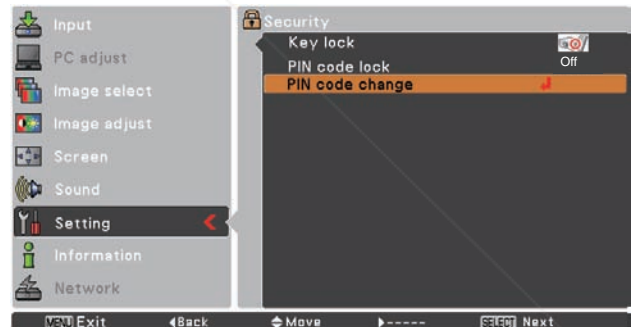 Input
PC adjust
Image select
Image adjust
Screen
Sound
Setting
Information
Network
Security
Key lock
PIN code lock Off
PIN code change
MENU Exit ◀Back Move ▶----- SELECT Next